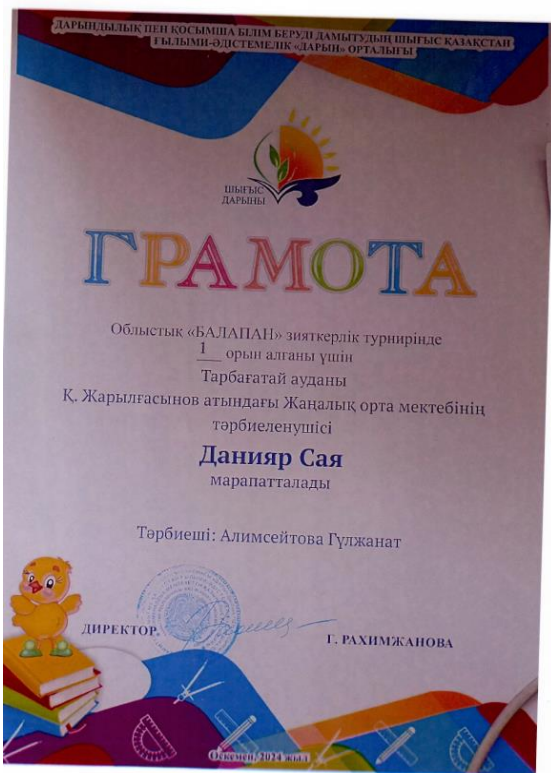 ДАРЫНДЫЛЫҚ ПЕН ҚОСЫМША БІЛІМ БЕРУДІ ДАМЫТУДЫҢ ШЫҒЫС ҚАЗАҚСТАН
ҒЫЛЫМИ-ӘДІСТЕМЕЛІК «ДАРЫН» ОРТАЛЫҒЫ
ШЫҒЫС
ДАРЫНЫ
ГРАМОТА
Облыстық «БАЛАПАН» зияткерлік турнирінде
1 орын алғаны үшін
Тарбағатай ауданы
Қ. Жарылғасынов атындағы Жаңалық орта мектебінің
тәрбиеленушісі
Данияр Сая
марапатталады
Тәрбиеші: Алимсейтова Гүлжанат
ДИРЕКТОР
Г. РАХИМЖАНОВА
Өскемен, 2024 жыл